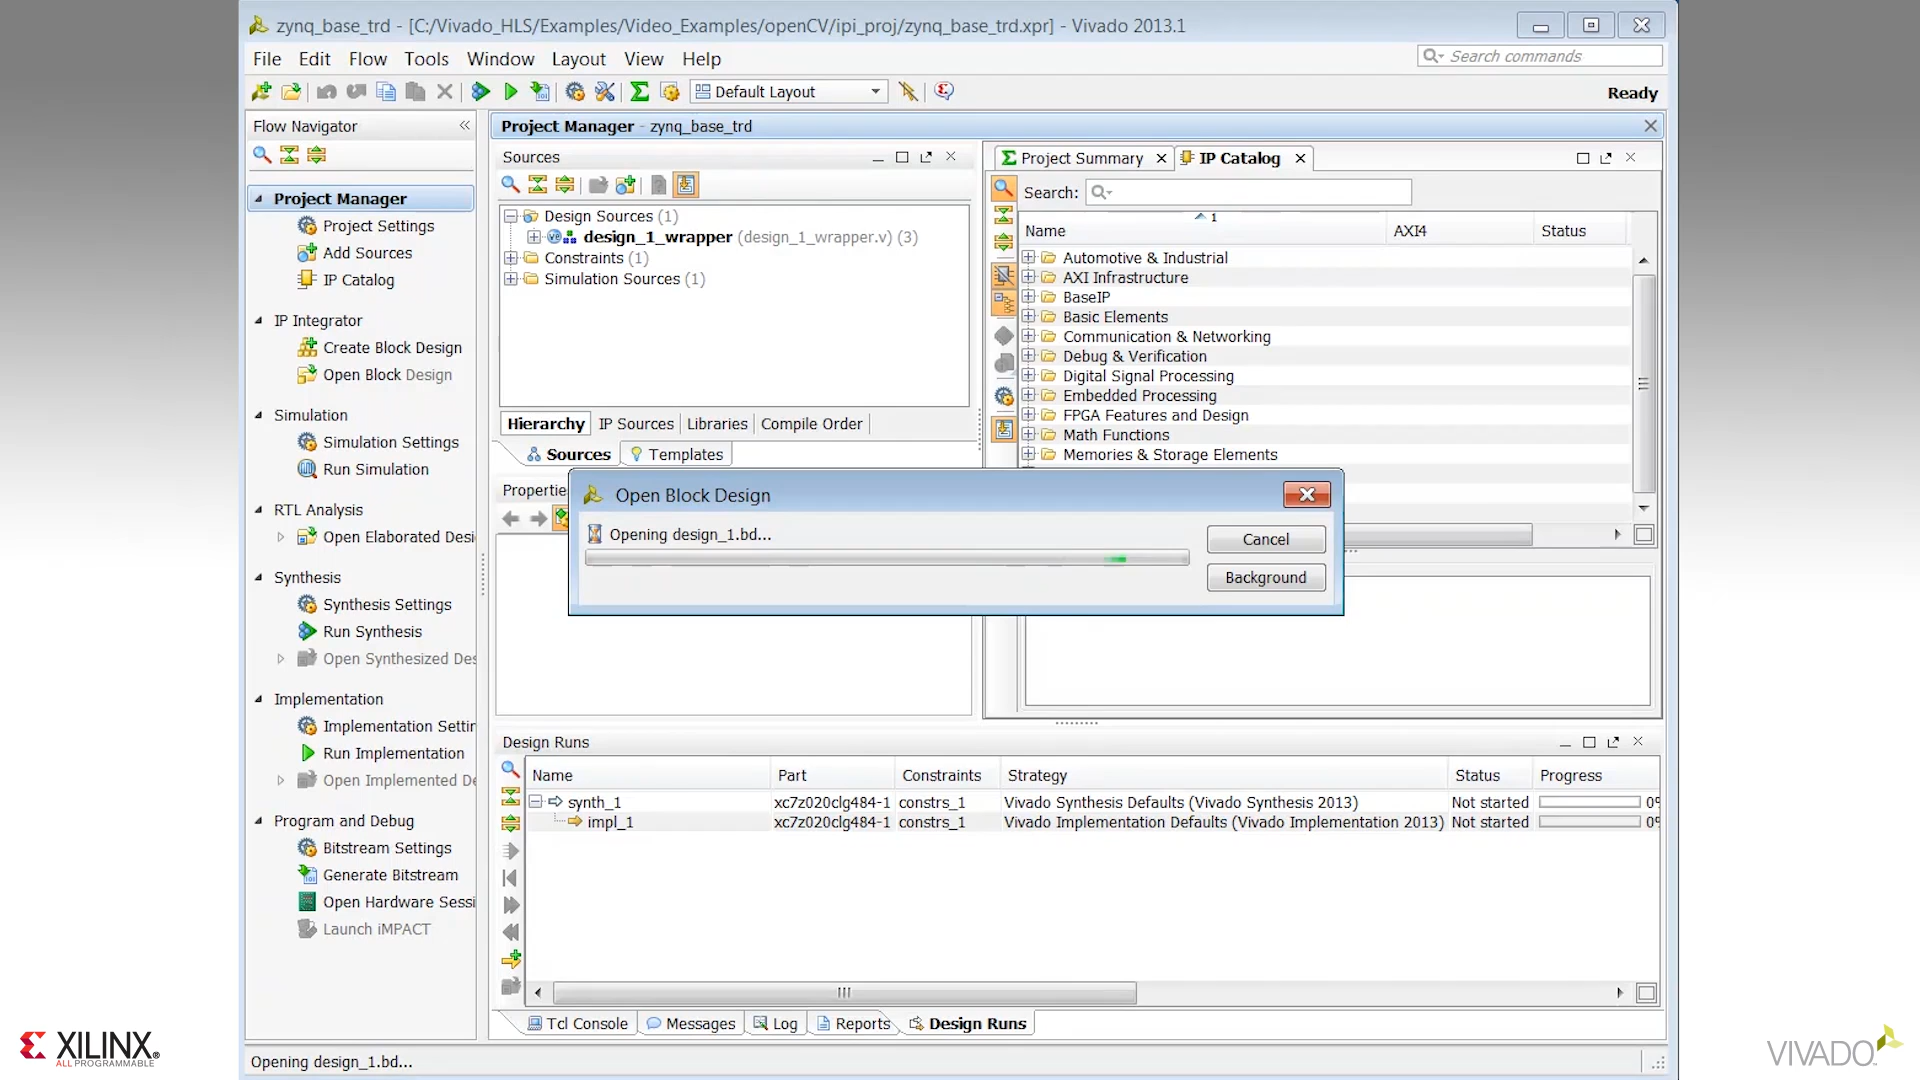 zynq_base_trd - [C:/Vivado_HLS/Examples/Video_Examples/openCV/ipi_proj/zynq_base_trd.xpr] - Vivado 2013.1
File Edit Flow Tools Window Layout View Help
Search commands
Default Layout
Ready
Flow Navigator
Project Manager
Project Settings
Add Sources
IP Catalog
IP Integrator
Create Block Design
Open Block Design
Simulation
Simulation Settings
Run Simulation
RTL Analysis
Open Elaborated Desi
Synthesis
Synthesis Settings
Run Synthesis
Open Synthesized Des
Implementation
Implementation Settin
Run Implementation
Open Implemented De
Program and Debug
Bitstream Settings
Generate Bitstream
Open Hardware Sessi
Launch iMPACT
Project Manager - zynq_base_trd
Sources
Design Sources (1)
design_1_wrapper (design_1_wrapper.v) (3)
Constraints (1)
Simulation Sources (1)
Hierarchy IP Sources Libraries Compile Order
Sources Templates
Propertie
Project Summary IP Catalog
Search:
1
Name AXI4 Status
Automotive & Industrial
AXI Infrastructure
BaseIP
Basic Elements
Communication & Networking
Debug & Verification
Digital Signal Processing
Embedded Processing
FPGA Features and Design
Math Functions
Memories & Storage Elements
Open Block Design
Opening design_1.bd...
Cancel
Background
Design Runs
Name Part Constraints Strategy Status Progress
synth_1 xc7z020clg484-1 constrs_1 Vivado Synthesis Defaults (Vivado Synthesis 2013) Not started 0%
impl_1 xc7z020clg484-1 constrs_1 Vivado Implementation Defaults (Vivado Implementation 2013) Not started 0%
Tcl Console Messages Log Reports Design Runs
Opening design_1.bd...
XILINX
ALL PROGRAMMABLE
VIVADO